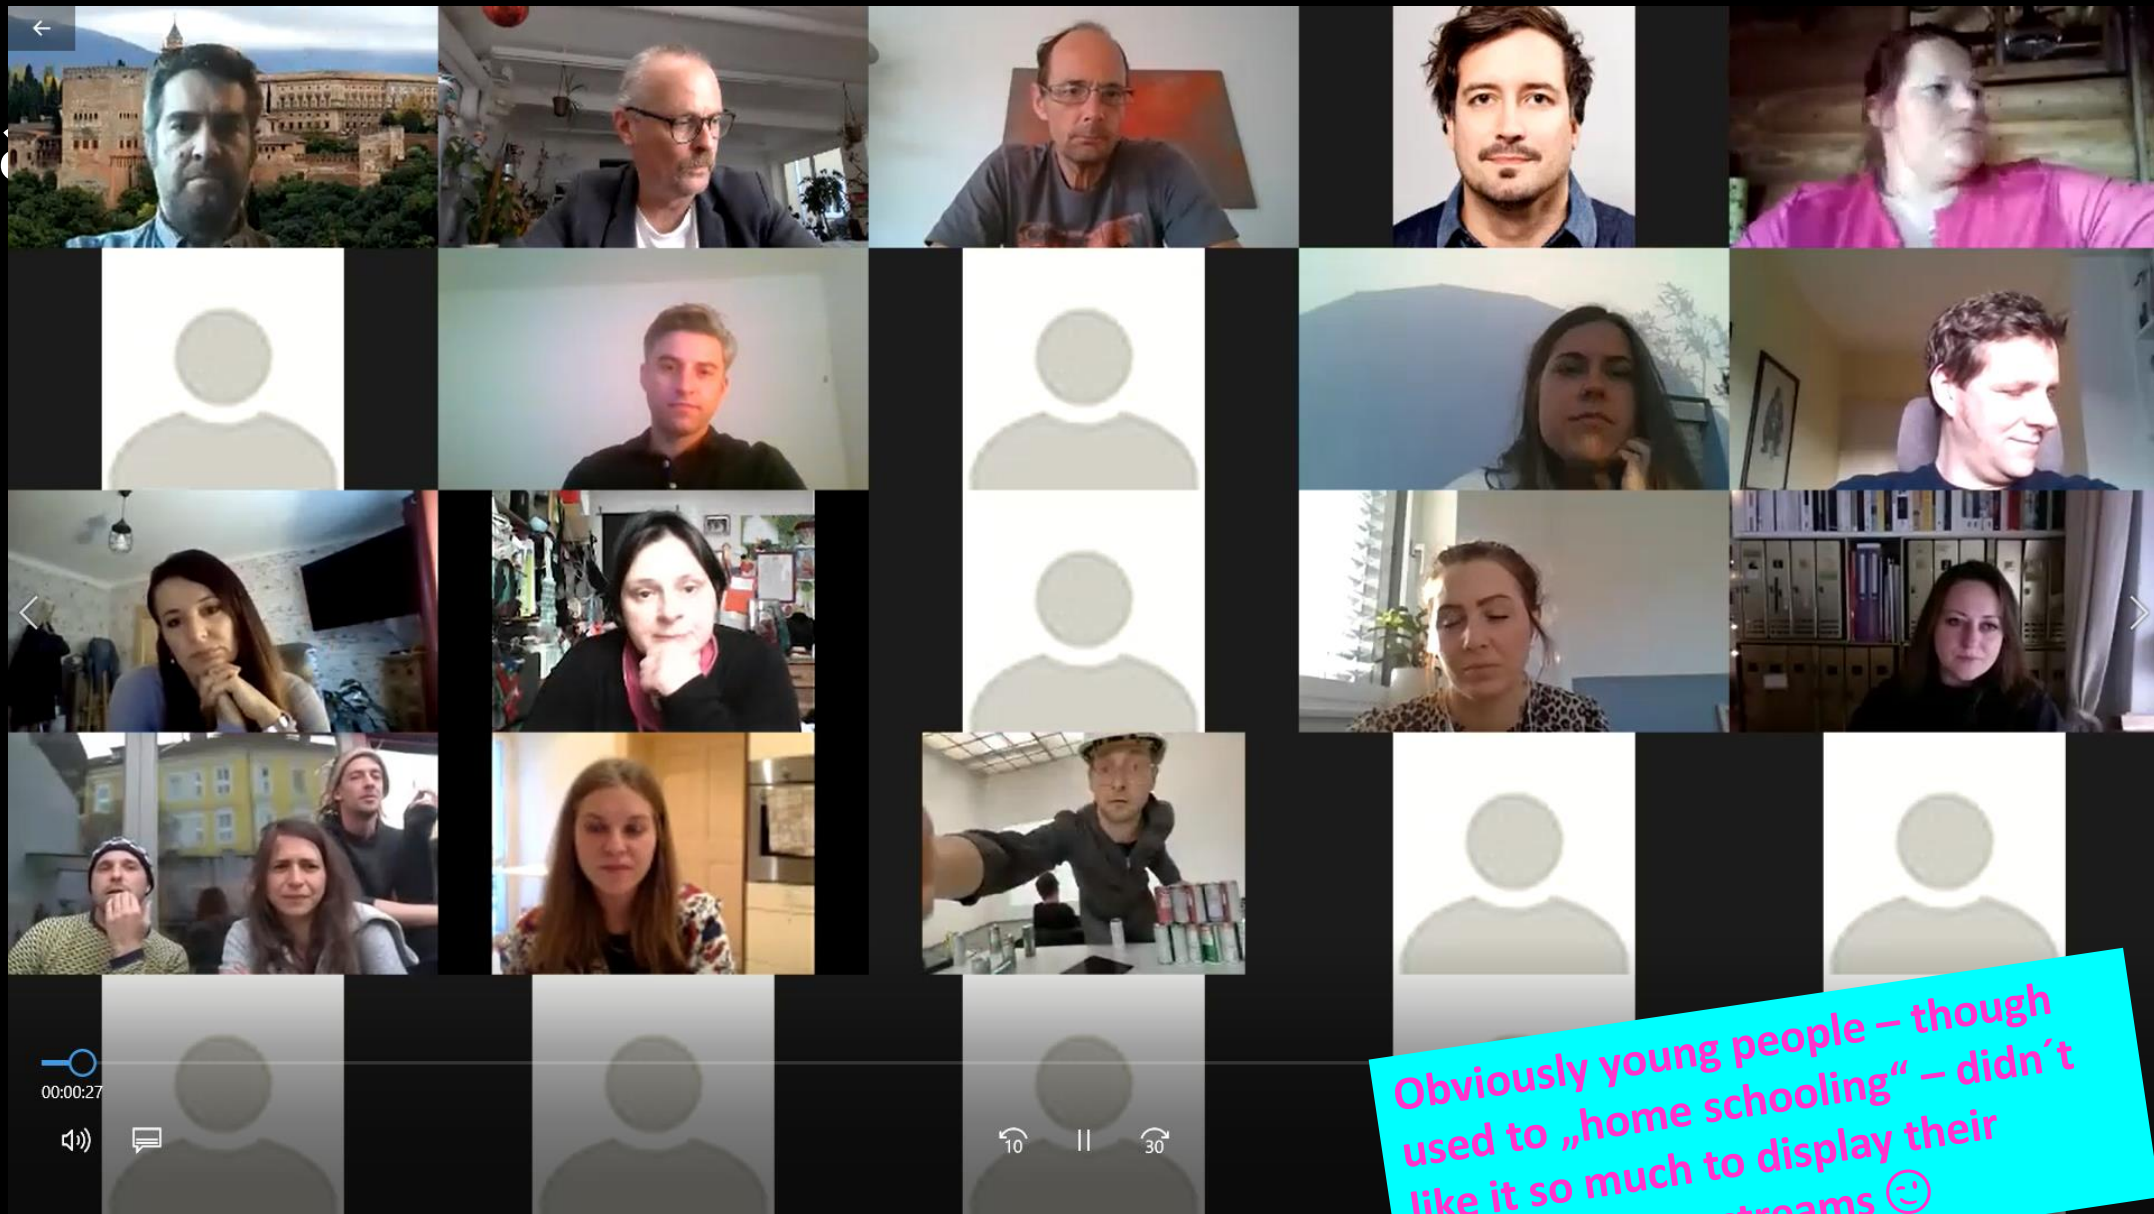 00:00:27
10
30
Obviously young people – though
used to „home schooling“ – didn´t
like it so much to display their